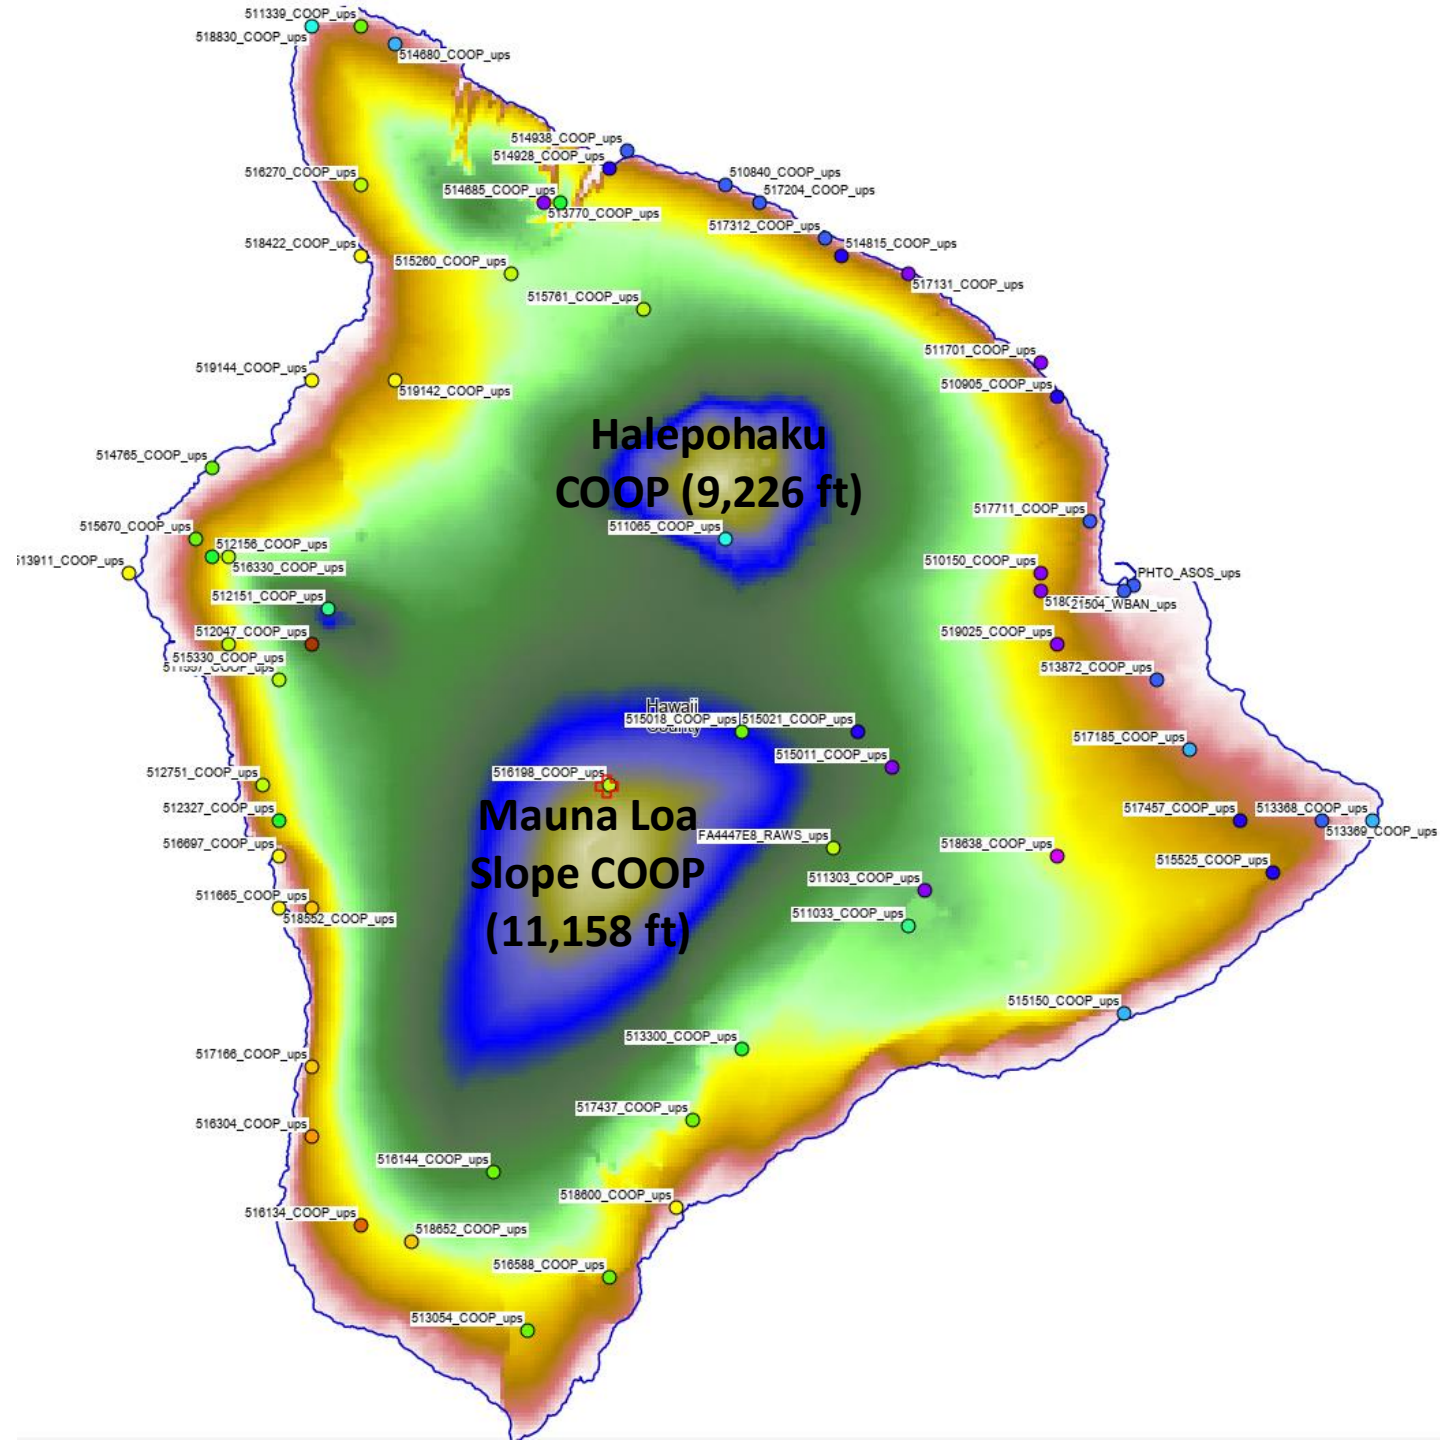 511339_COOP_ups
518830_COOP_ups
514680_COOP_ups
514938_COOP_ups
514928_COOP_ups
516270_COOP_ups
510840_COOP_ups
514685_COOP_ups
517204_COOP_ups
513770_COOP_ups
517312_COOP_ups
518422_COOP_ups
514815_COOP_ups
515260_COOP_ups
517131_COOP_ups
515761_COOP_ups
511701_COOP_ups
519144_COOP_ups
510905_COOP_ups
519142_COOP_ups
Halepohaku
COOP (9,226 ft)
514765_COOP_ups
517711_COOP_ups
515670_COOP_ups
511065_COOP_ups
512156_COOP_ups
513911_COOP_ups
516330_COOP_ups
510150_COOP_ups
PHTO_ASOS_ups
512151_COOP_ups
21504_WBAN_ups
512047_COOP_ups
519025_COOP_ups
515330_COOP_ups
513872_COOP_ups
Hawaii
County
515018_COOP_ups
515021_COOP_ups
517185_COOP_ups
515011_COOP_ups
512751_COOP_ups
516198_COOP_ups
Mauna Loa
Slope COOP
(11,158 ft)
512327_COOP_ups
517457_COOP_ups
513368_COOP_ups
513369_COOP_ups
FA4447E8_RAWS_ups
516697_COOP_ups
518638_COOP_ups
515525_COOP_ups
511303_COOP_ups
511665_COOP_ups
518552_COOP_ups
511033_COOP_ups
515150_COOP_ups
513300_COOP_ups
517166_COOP_ups
517437_COOP_ups
516304_COOP_ups
516144_COOP_ups
518600_COOP_ups
516134_COOP_ups
518652_COOP_ups
516588_COOP_ups
513054_COOP_ups